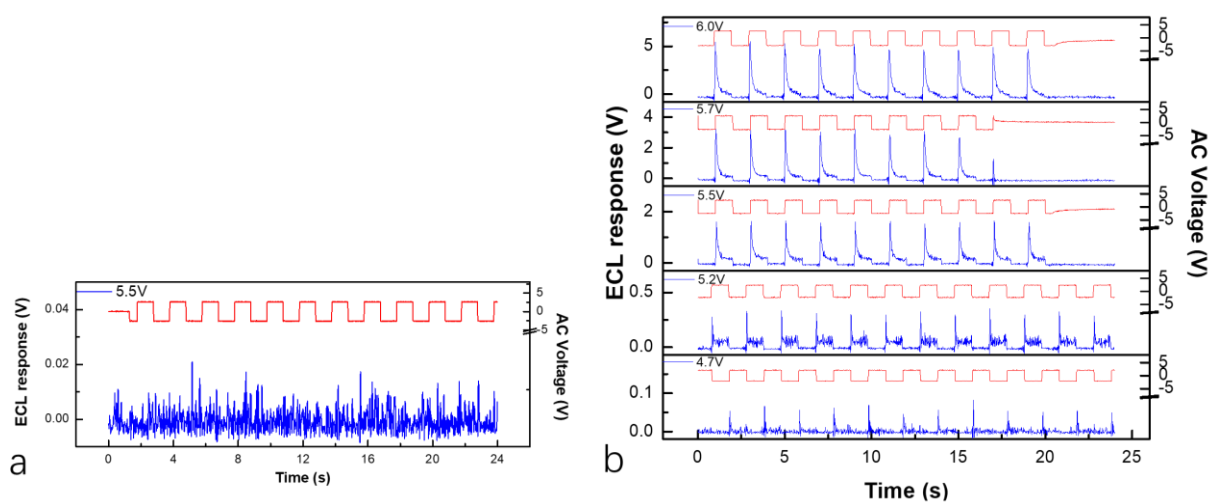 5.5V
0.04
0.02
0.00
ECL response (V)
5
0
-5
AC Voltage (V)
0 4 8 12 16 20 24
Time (s)
a
6.0V
5
0
5
0
-5
5.7V
4
2
0
5
0
-5
5.5V
2
0
5
0
-5
5.2V
0.5
0.0
5
0
-5
4.7V
0.1
0.0
5
0
-5
ECL response (V)
AC Voltage (V)
0 5 10 15 20 25
Time (s)
b